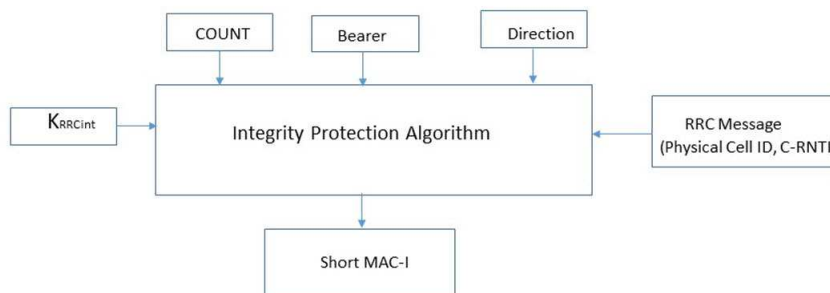 COUNT
Bearer
Direction
KRRCint
Integrity Protection Algorithm
RRC Message
(Physical Cell ID, C-RNTI
Short MAC-I